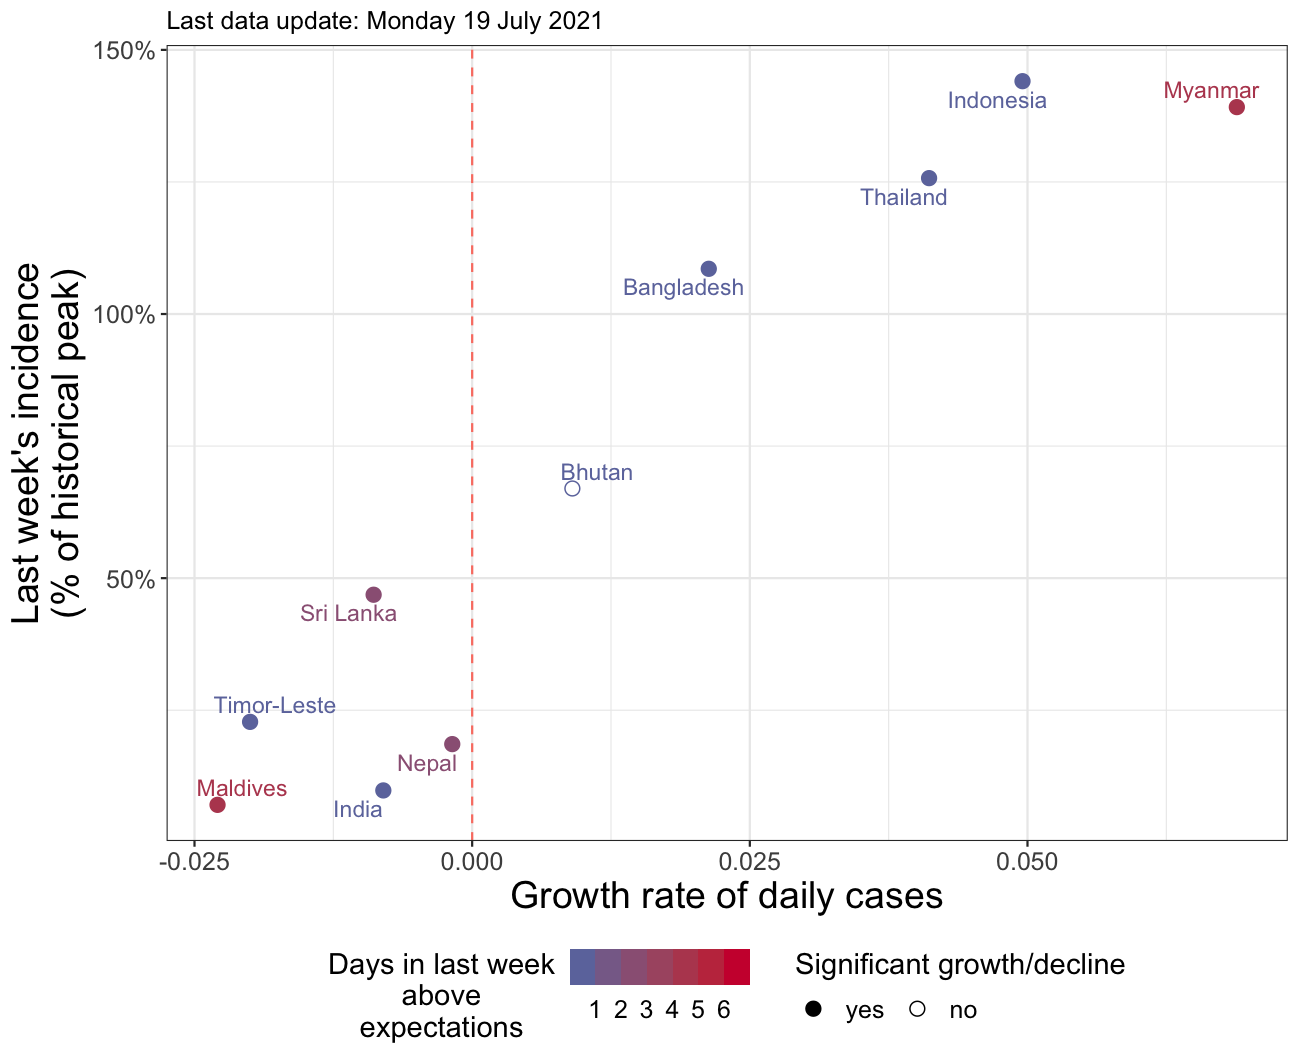 Last data update: Monday 19 July 2021
150%
100%
50%
Last week's incidence
(% of historical peak)
Indonesia
Myanmar
Thailand
Bangladesh
Bhutan
Sri Lanka
Timor-Leste
Nepal
Maldives
India
-0.025 0.000 0.025 0.050
Growth rate of daily cases
Days in last week
above
expectations
1 2 3 4 5 6
Significant growth/decline
yes no